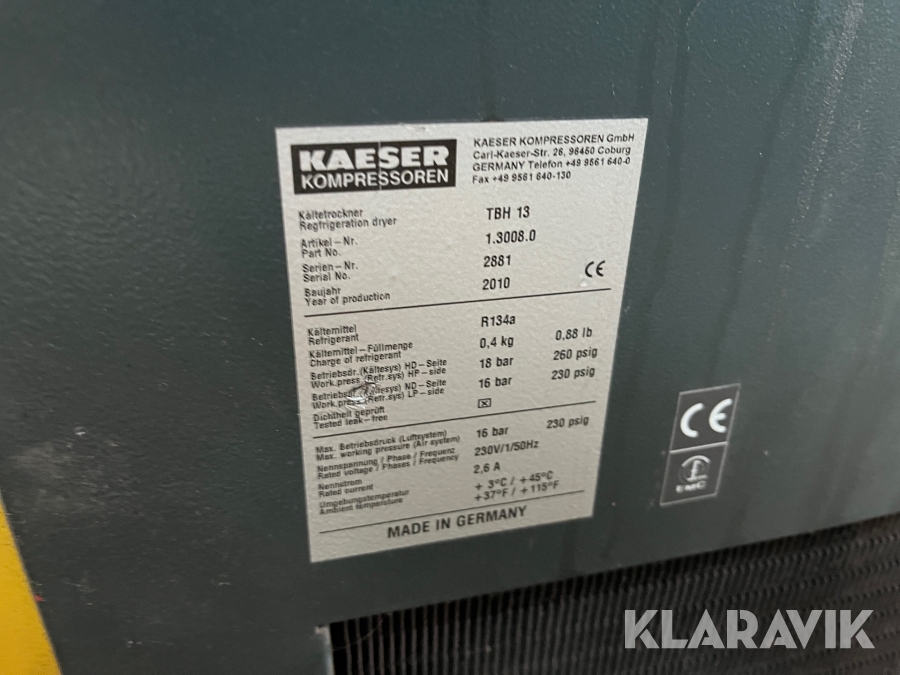 KAESER
KOMPRESSOREN
KAESER KOMPRESSOREN GmbH
Carl-Kaeser-Str. 26, 96450 Coburg
GERMANY Telefon +49 9561 640-0
Fax +49 9561 640-130
Kältetrockner
Regfrigeration dryer
TBH 13
Artikel-Nr.
Part No.
1.3008.0
Serien-Nr.
Serial No.
2881
Baujahr
Year of production
2010
CE
Kältemittel
Refrigerant
R134a
Kältemittel-Füllmenge
Charge of refrigerant
0,4 kg 0,88 lb
Betriebsdr.(Kältesys) HD-Seite
Work.press.(Refr.sys) HP-side
18 bar 260 psig
Betriebsdr.(Kältesys) ND-Seite
Work.press.(Refr.sys) LP-side
16 bar 230 psig
Dichtheit geprüft
Tested leak-free
Max. Betriebsdruck (Luftsystem)
Max. working pressure (Air system)
16 bar 230 psig
Nennspannung / Phase / Frequenz
Rated voltage / Phases / Frequency
230V/1/50Hz
Nennstrom
Rated current
2,6 A
Umgebungstemperatur
Ambient temperature
+ 3°C / +45°C
+37°F / +115°F
MADE IN GERMANY
CE
EMC
KLARAVIK